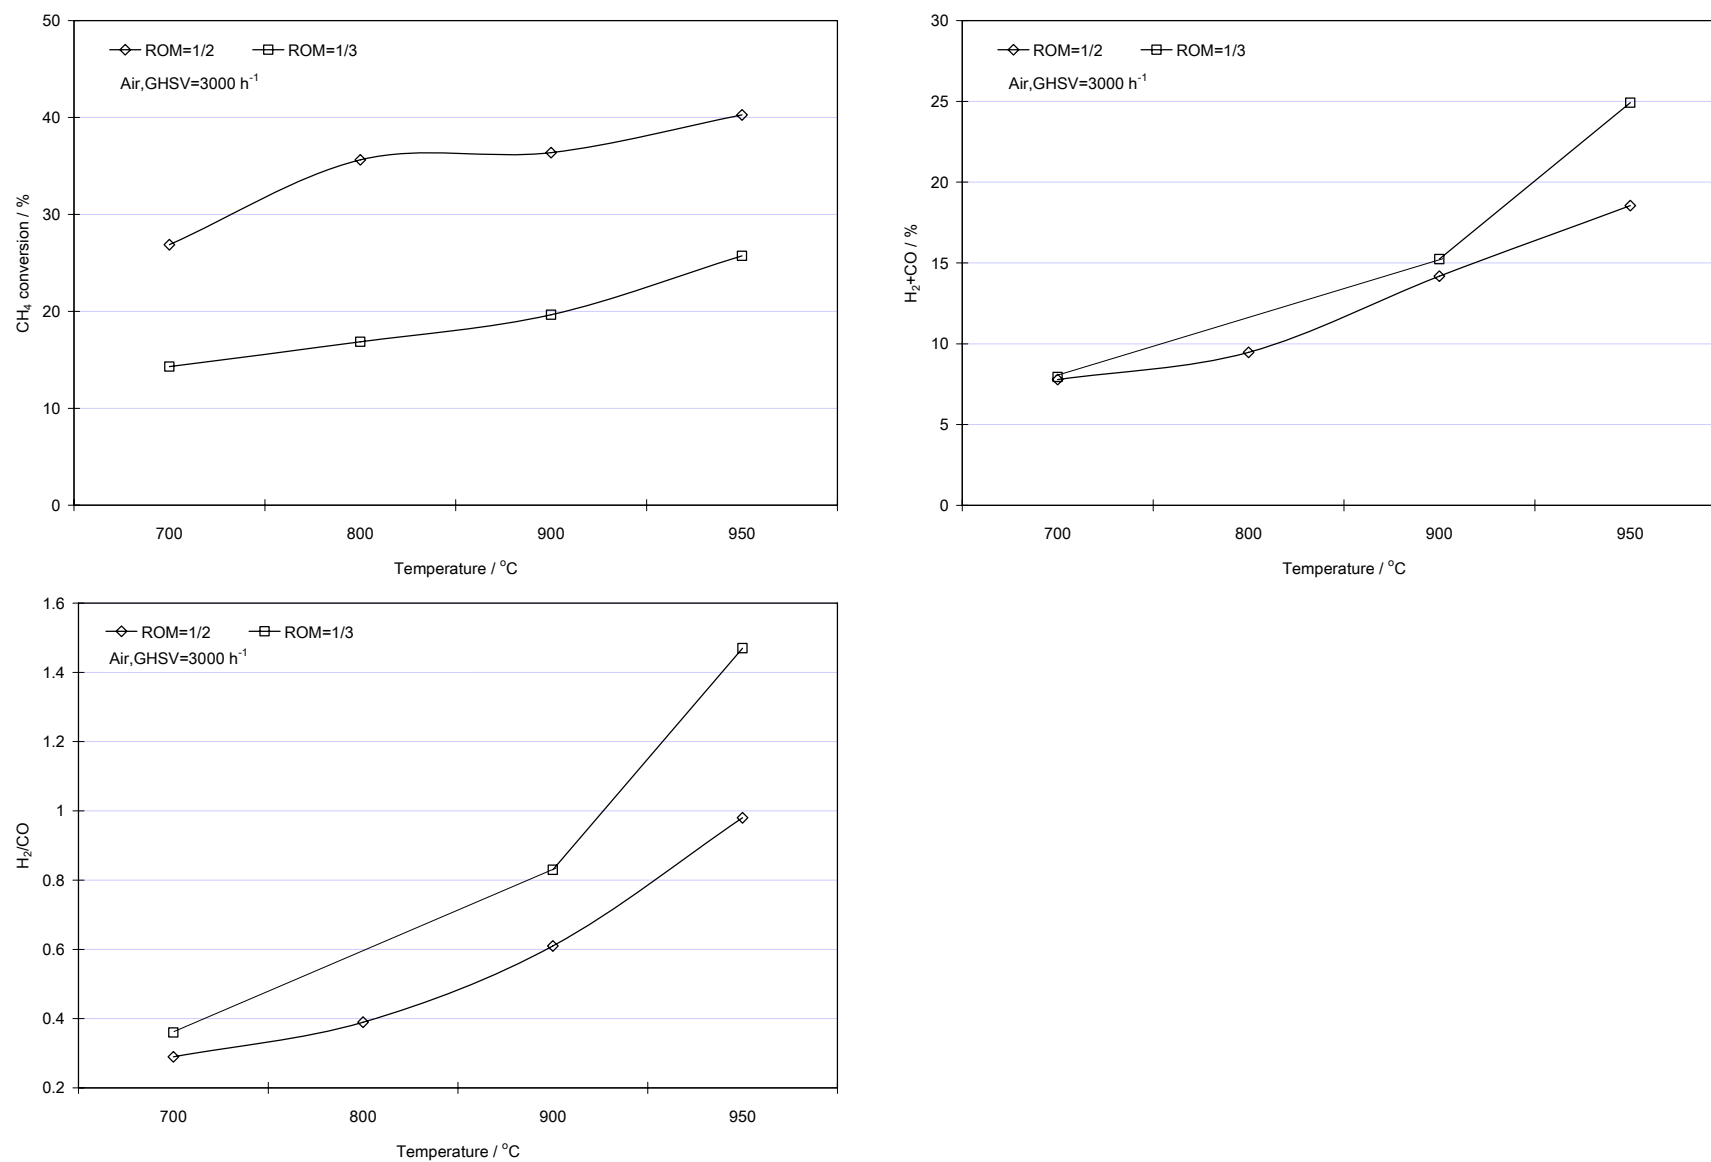 50
40
30
20
10
0
CH₄ conversion / %
ROM=1/2 ROM=1/3
Air,GHSV=3000 h⁻¹
700 800 900 950
Temperature / °C
30
25
20
15
10
5
0
H₂+CO / %
ROM=1/2 ROM=1/3
Air,GHSV=3000 h⁻¹
700 800 900 950
Temperature / °C
1.6
1.4
1.2
1
0.8
0.6
0.4
0.2
H₂/CO
ROM=1/2 ROM=1/3
Air,GHSV=3000 h⁻¹
700 800 900 950
Temperature / °C